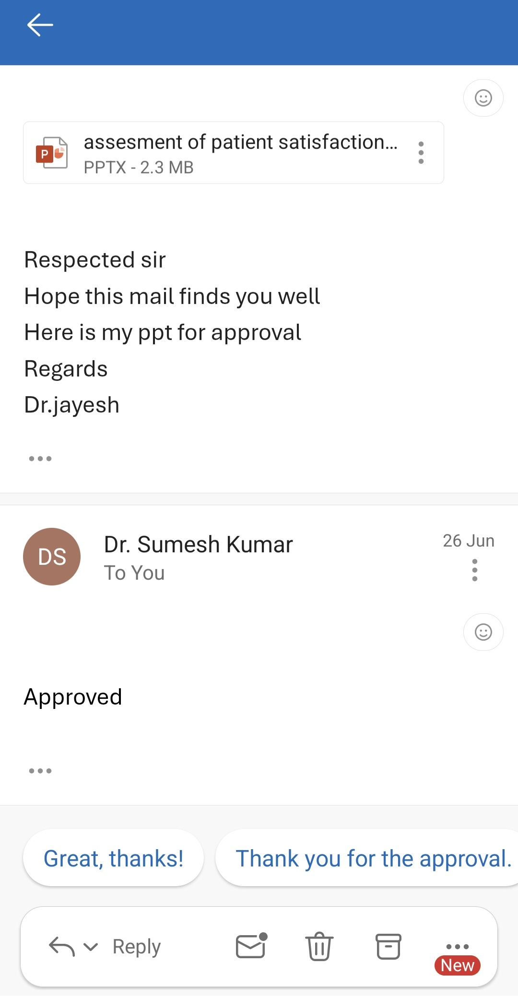 assesment of patient satisfaction...
P
PPTX - 2.3 MB
Respected sir
Hope this mail finds you well
Here is my ppt for approval
Regards
Dr.jayesh
DS
Dr. Sumesh Kumar
26 Jun
To You
Approved
Great, thanks!
Thank you for the approval.
Reply
New